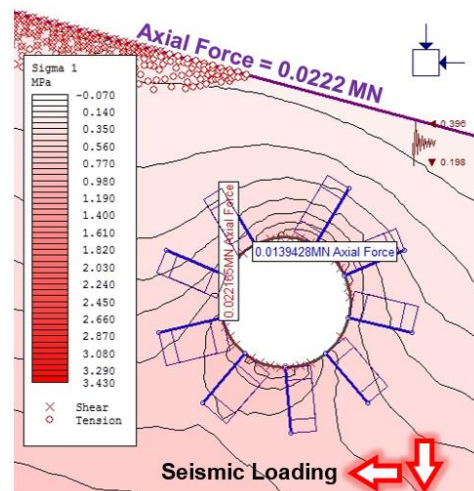 Axial Force = 0.0222 MN
Sigma 1
MPa
-0.070
0.140
0.350
0.560
0.770
0.980
1.190
1.400
1.610
1.820
2.030
2.240
2.450
2.660
2.870
3.080
3.290
3.430
Shear
Tension
0.396
0.198
0.022165MN Axial Force
0.0139428MN Axial Force
Seismic Loading